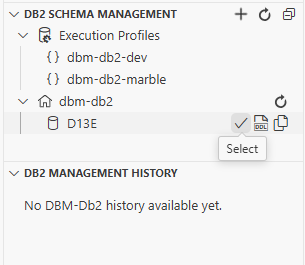 DB2 SCHEMA MANAGEMENT
Execution Profiles
{ } dbm-db2-dev
{ } dbm-db2-marble
dbm-db2
D13E
DDL
Select
DB2 MANAGEMENT HISTORY
No DBM-Db2 history available yet.